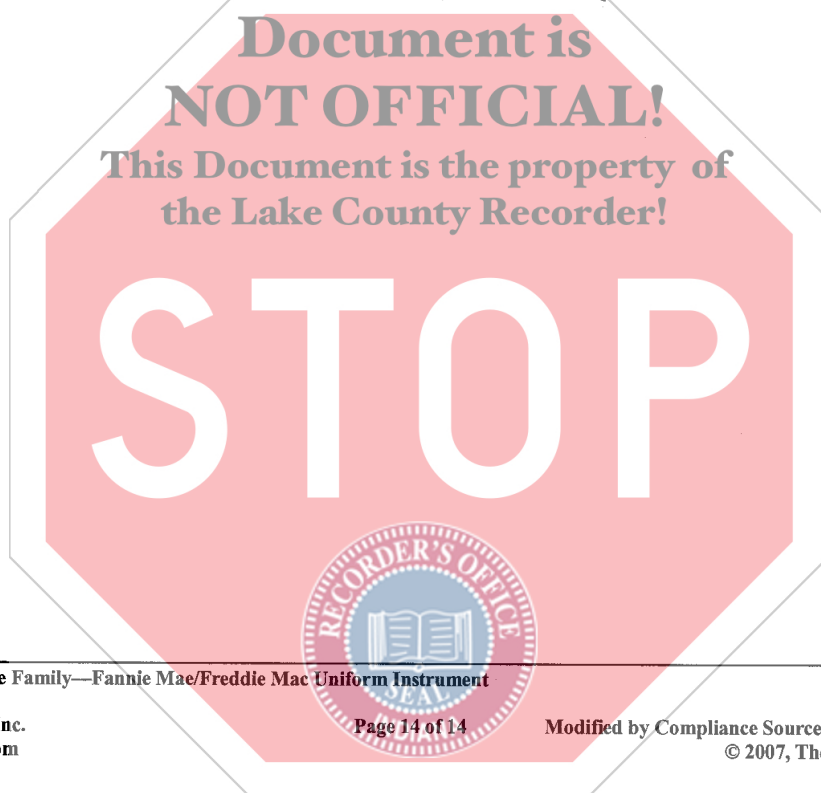 Document is
NOT OFFICIAL!
This Document is the property of
the Lake County Recorder!
STOP
RECORDER'S OFFICE
SEAL
INDIANA
e Family—Fannie Mae/Freddie Mac Uniform Instrument
nc.
Page 14 of 14
Modified by Compliance Source
om
© 2007, The